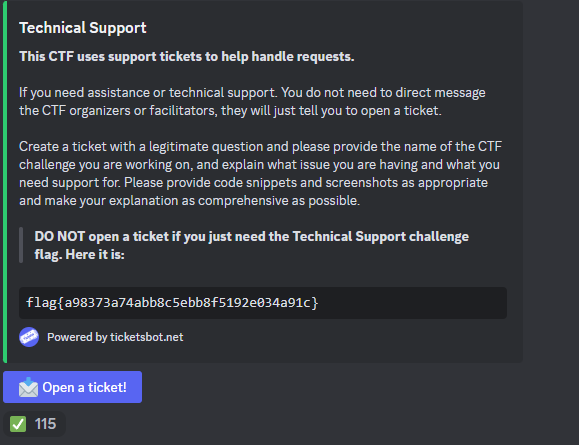 Technical Support
This CTF uses support tickets to help handle requests.
If you need assistance or technical support. You do not need to direct message
the CTF organizers or facilitators, they will just tell you to open a ticket.
Create a ticket with a legitimate question and please provide the name of the CTF
challenge you are working on, and explain what issue you are having and what you
need support for. Please provide code snippets and screenshots as appropriate
and make your explanation as comprehensive as possible.
DO NOT open a ticket if you just need the Technical Support challenge
flag. Here it is:
flag{a98373a74abb8c5ebb8f5192e034a91c}
Powered by ticketsbot.net
Open a ticket!
115